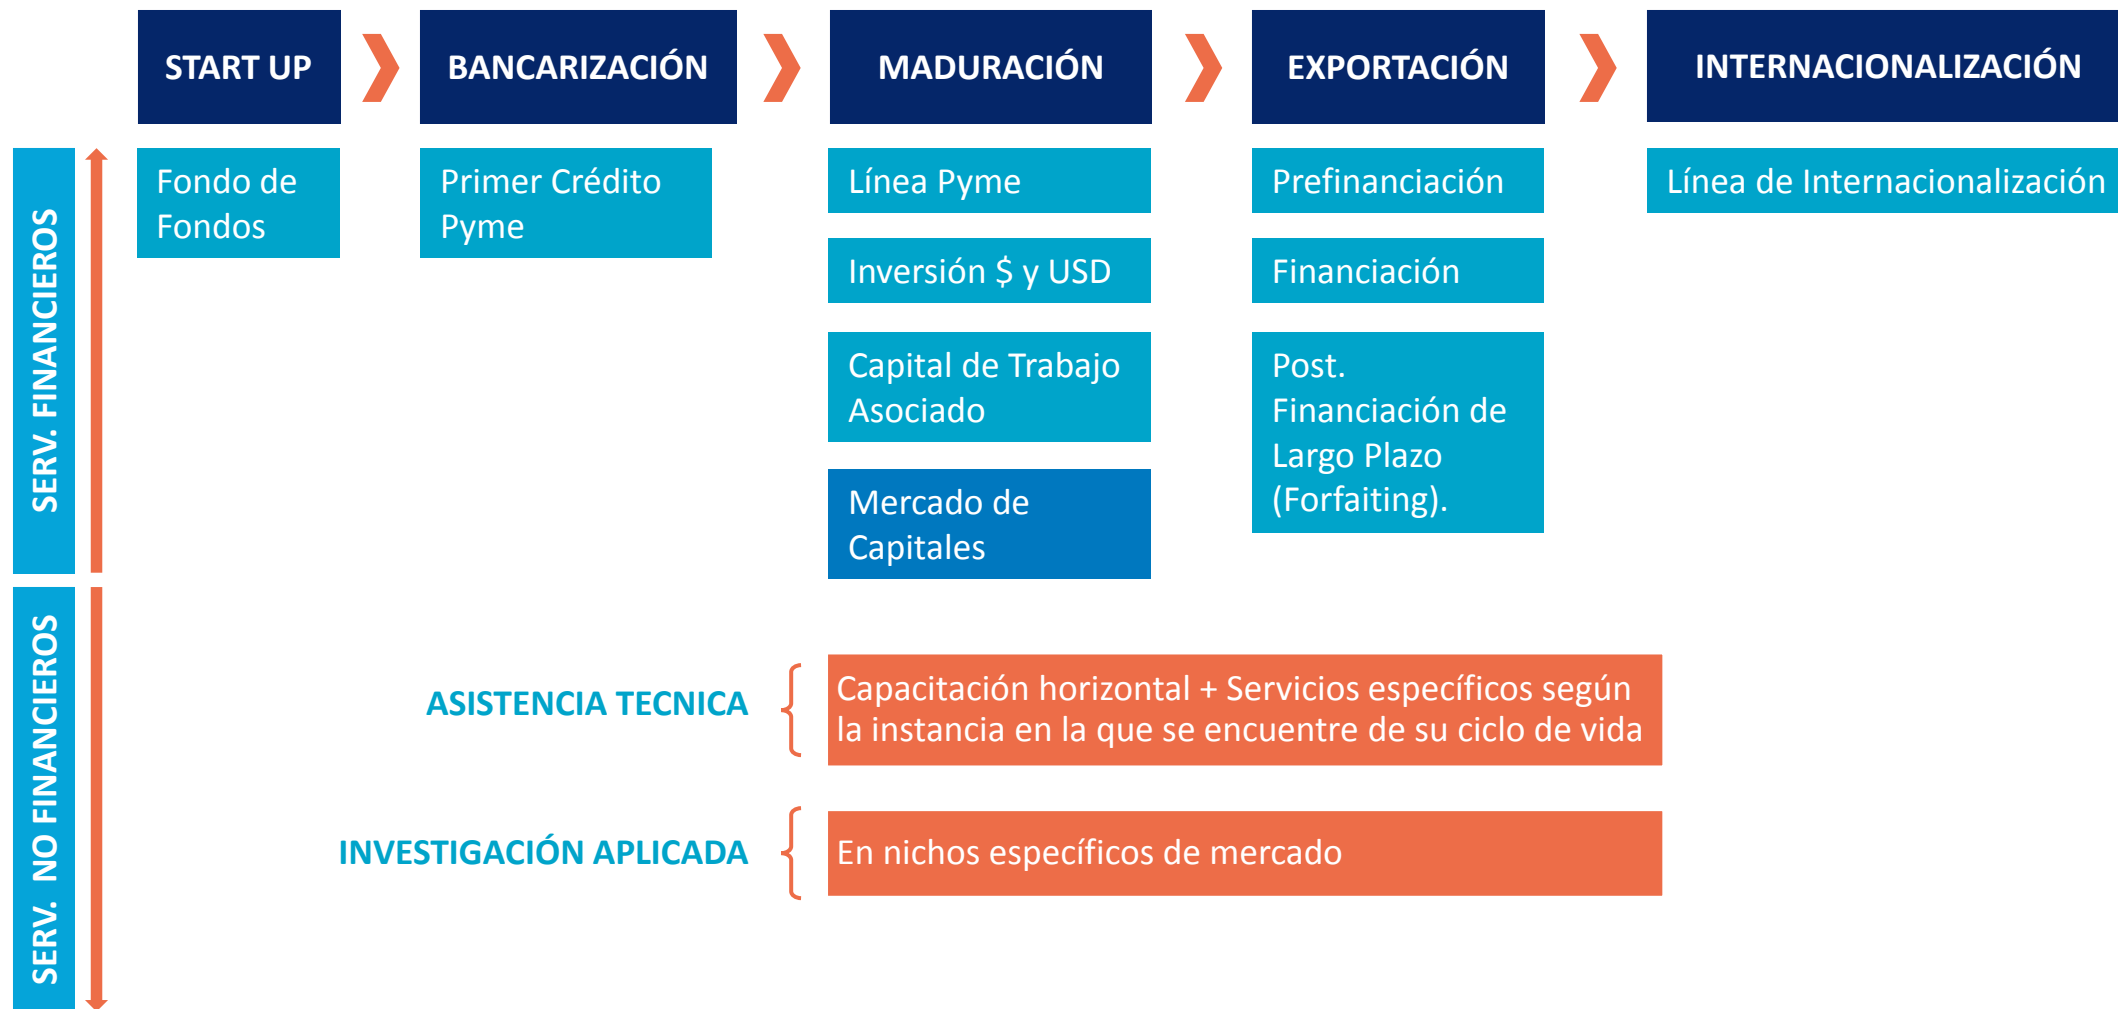 START UP
BANCARIZACIÓN
MADURACIÓN
EXPORTACIÓN
INTERNACIONALIZACIÓN
SERV. FINANCIEROS
Fondo de
Fondos
Primer Crédito
Pyme
Línea Pyme
Inversión $ y USD
Capital de Trabajo
Asociado
Mercado de
Capitales
Prefinanciación
Financiación
Post.
Financiación de
Largo Plazo
(Forfaiting).
Línea de Internacionalización
SERV. NO FINANCIEROS
ASISTENCIA TECNICA
Capacitación horizontal + Servicios específicos según
la instancia en la que se encuentre de su ciclo de vida
INVESTIGACIÓN APLICADA
En nichos específicos de mercado